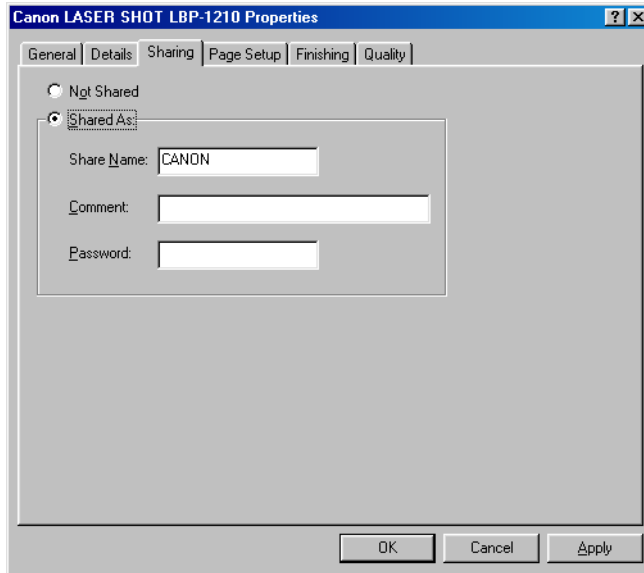 Canon LASER SHOT LBP-1210 Properties
General Details Sharing Page Setup Finishing Quality
Not Shared
Shared As:
Share Name: CANON
Comment:
Password:
OK Cancel Apply